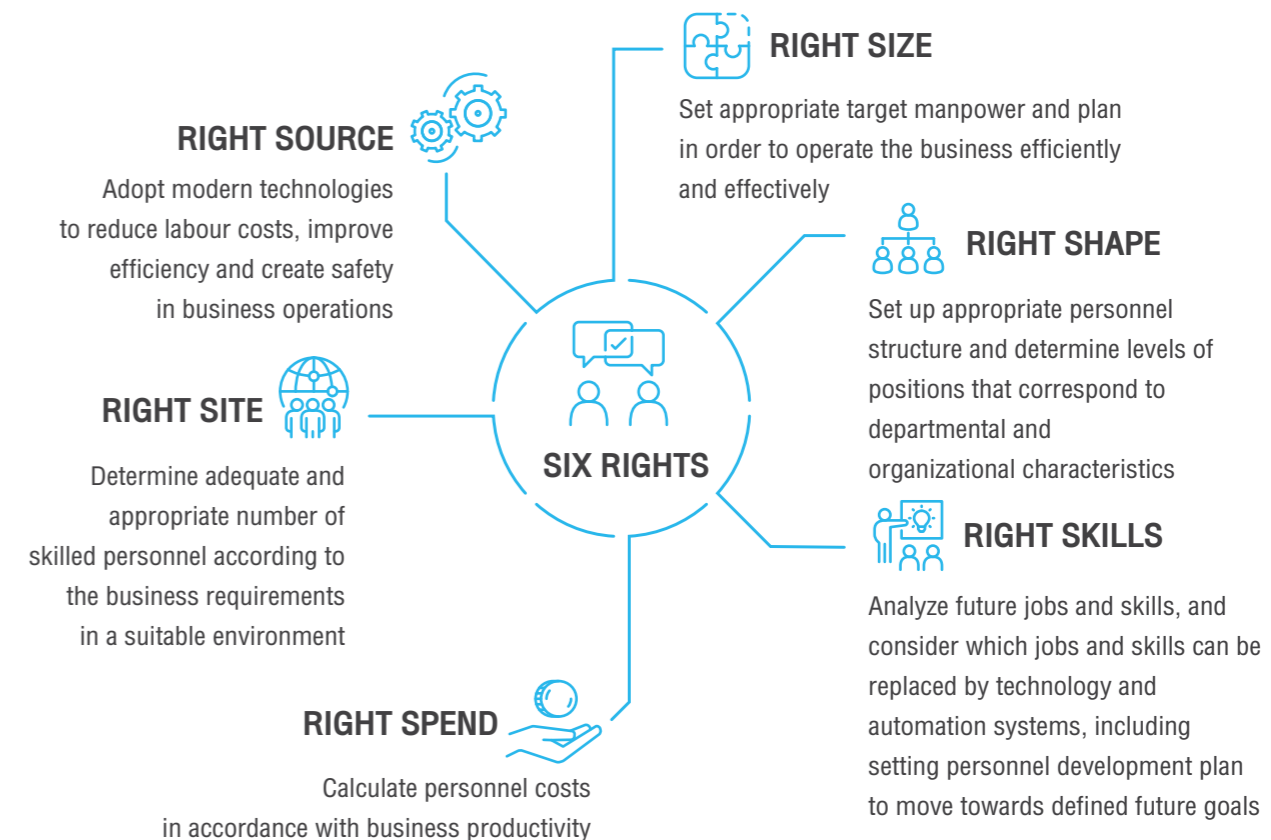 RIGHT SIZE
Set appropriate target manpower and plan
in order to operate the business efficiently
and effectively
RIGHT SHAPE
Set up appropriate personnel
structure and determine levels of
positions that correspond to
departmental and
organizational characteristics
RIGHT SKILLS
Analyze future jobs and skills, and
consider which jobs and skills can be
replaced by technology and
automation systems, including
setting personnel development plan
to move towards defined future goals
RIGHT SPEND
Calculate personnel costs
in accordance with business productivity
RIGHT SITE
Determine adequate and
appropriate number of
skilled personnel according to
the business requirements
in a suitable environment
RIGHT SOURCE
Adopt modern technologies
to reduce labour costs, improve
efficiency and create safety
in business operations
SIX RIGHTS